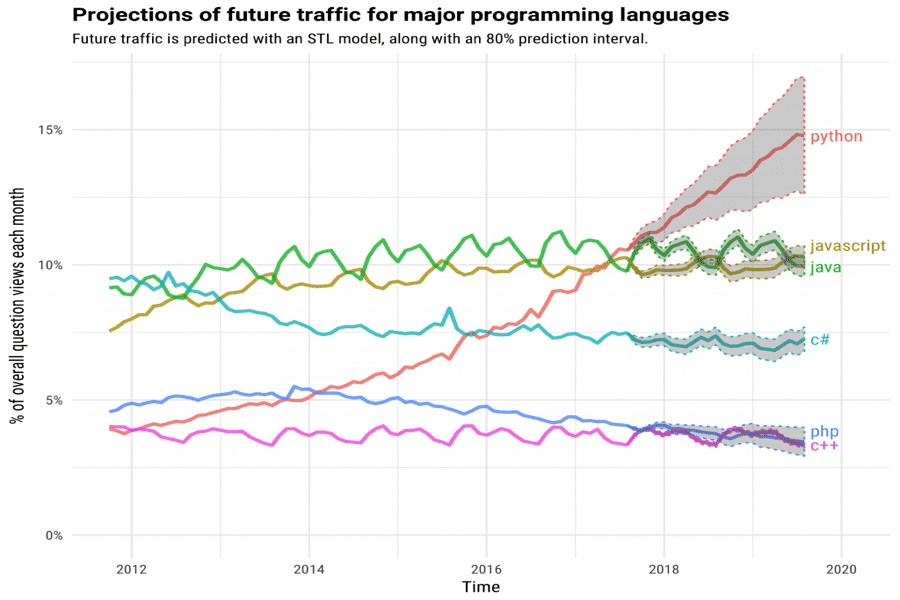 Projections of future traffic for major programming languages
Future traffic is predicted with an STL model, along with an 80% prediction interval.
% of overall question views each month
15%
10%
5%
0%
python
javascript
java
c#
php
c++
2012
2014
2016
2018
2020
Time